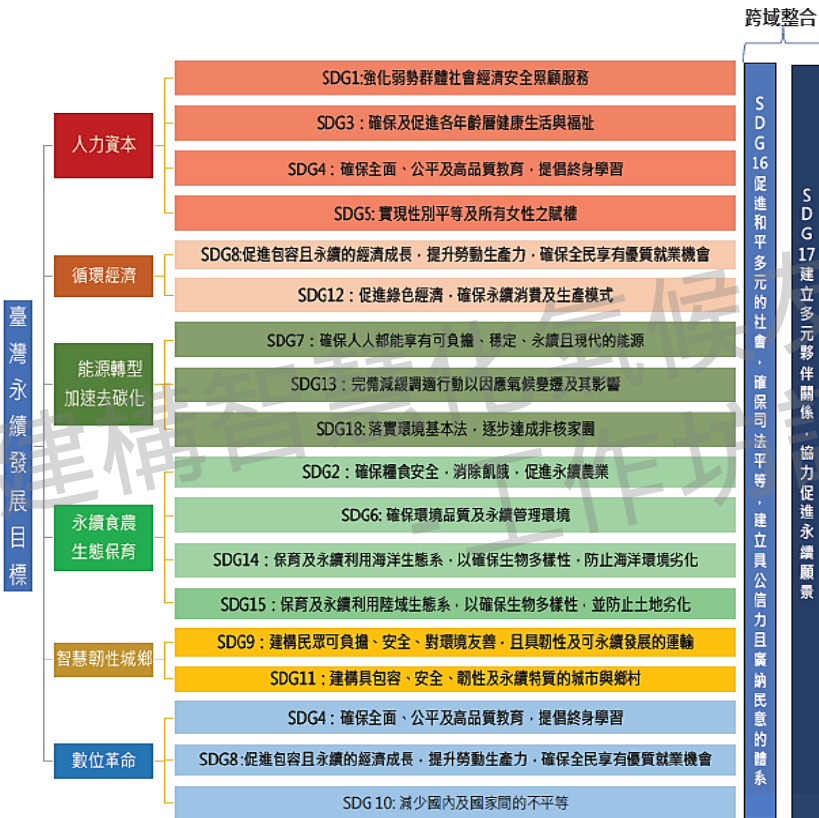 跨域整合
臺灣永續發展目標
人力資本
SDG1:強化弱勢群體社會經濟安全照顧服務
SDG3：確保及促進各年齡層健康生活與福祉
SDG4：確保全面、公平及高品質教育，提倡終身學習
SDG5: 實現性別平等及所有女性之賦權
循環經濟
SDG8:促進包容且永續的經濟成長，提升勞動生產力，確保全民享有優質就業機會
SDG12：促進綠色經濟，確保永續消費及生產模式
能源轉型
加速去碳化
SDG7：確保人人都能享有可負擔、穩定、永續且現代的能源
SDG13：完備減緩調適行動以因應氣候變遷及其影響
SDG18: 落實環境基本法，逐步達成非核家園
永續食農
生態保育
SDG2：確保糧食安全，消除飢餓，促進永續農業
SDG6: 確保環境品質及永續管理環境
SDG14：保育及永續利用海洋生態系，以確保生物多樣性，防止海洋環境劣化
SDG15：保育及永續利用陸域生態系，以確保生物多樣性，並防止土地劣化
智慧韌性城鄉
SDG9：建構民眾可負擔、安全、對環境友善，且具韌性及可永續發展的運輸
SDG11：建構具包容、安全、韌性及永續特質的城市與鄉村
數位革命
SDG4：確保全面、公平及高品質教育，提倡終身學習
SDG8:促進包容且永續的經濟成長，提升勞動生產力，確保全民享有優質就業機會
SDG 10: 減少國內及國家間的不平等
SDG16促進和平多元的社會，確保司法平等，建立具公信力且廣納民意的體系
SDG17建立多元夥伴關係，協力促進永續願景
建構智慧化氣候友
工作坊